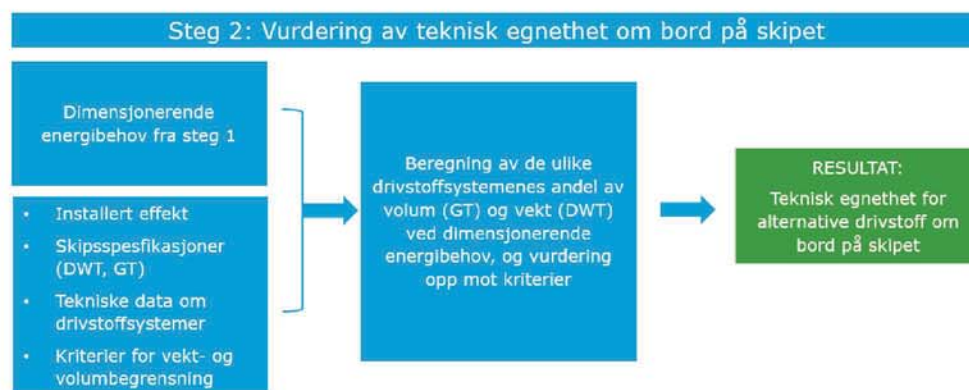 Steg 2: Vurdering av teknisk egnethet om bord på skipet
Dimensjonerende
energibehov fra steg 1
• Installert effekt
• Skipsspesfikasjoner
(DWT, GT)
• Tekniske data om
drivstoffsystemer
• Kriterier for vekt- og
volumbegrensning
Beregning av de ulike
drivstoffsystemenes andel av
volum (GT) og vekt (DWT)
ved dimensjonerende
energibehov, og vurdering
opp mot kriterier
RESULTAT:
Teknisk egnethet for
alternative drivstoff om
bord på skipet